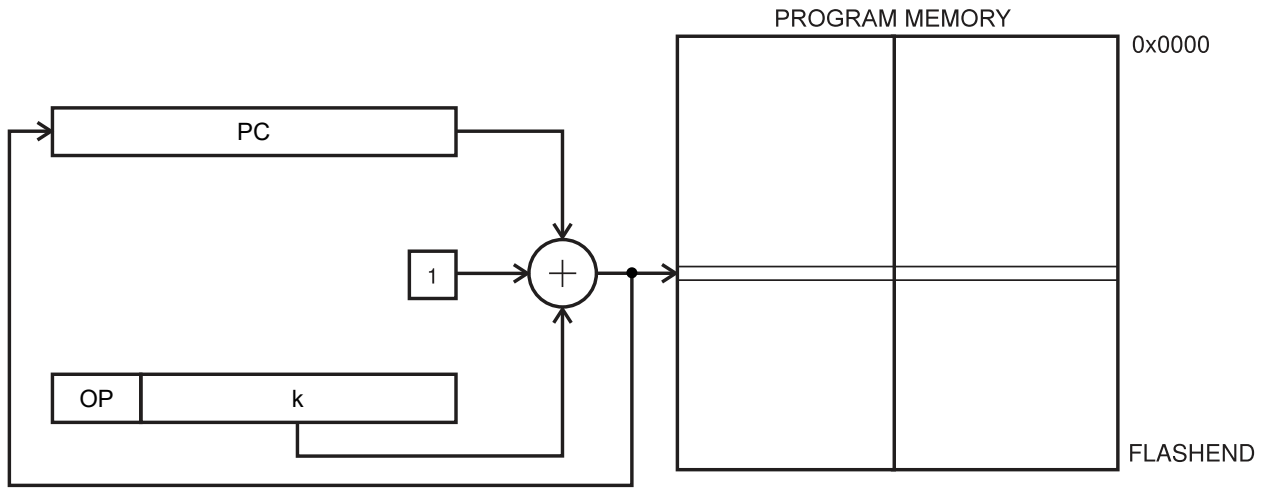 PROGRAM MEMORY
0x0000
PC
1
+
OP k
FLASHEND